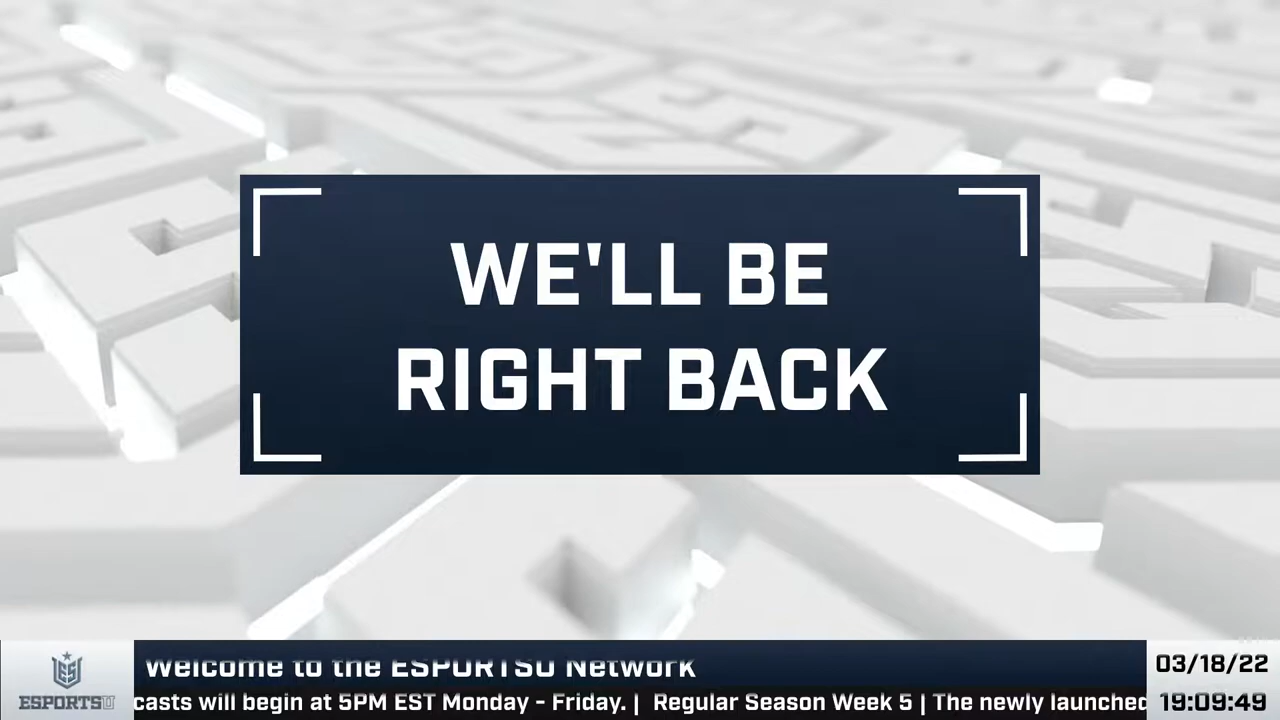 WE'LL BE
RIGHT BACK
Welcome to the ESPORTSU Network
ESPORTSU
casts will begin at 5PM EST Monday - Friday. | Regular Season Week 5 | The newly launched
03/18/22
19:09:49